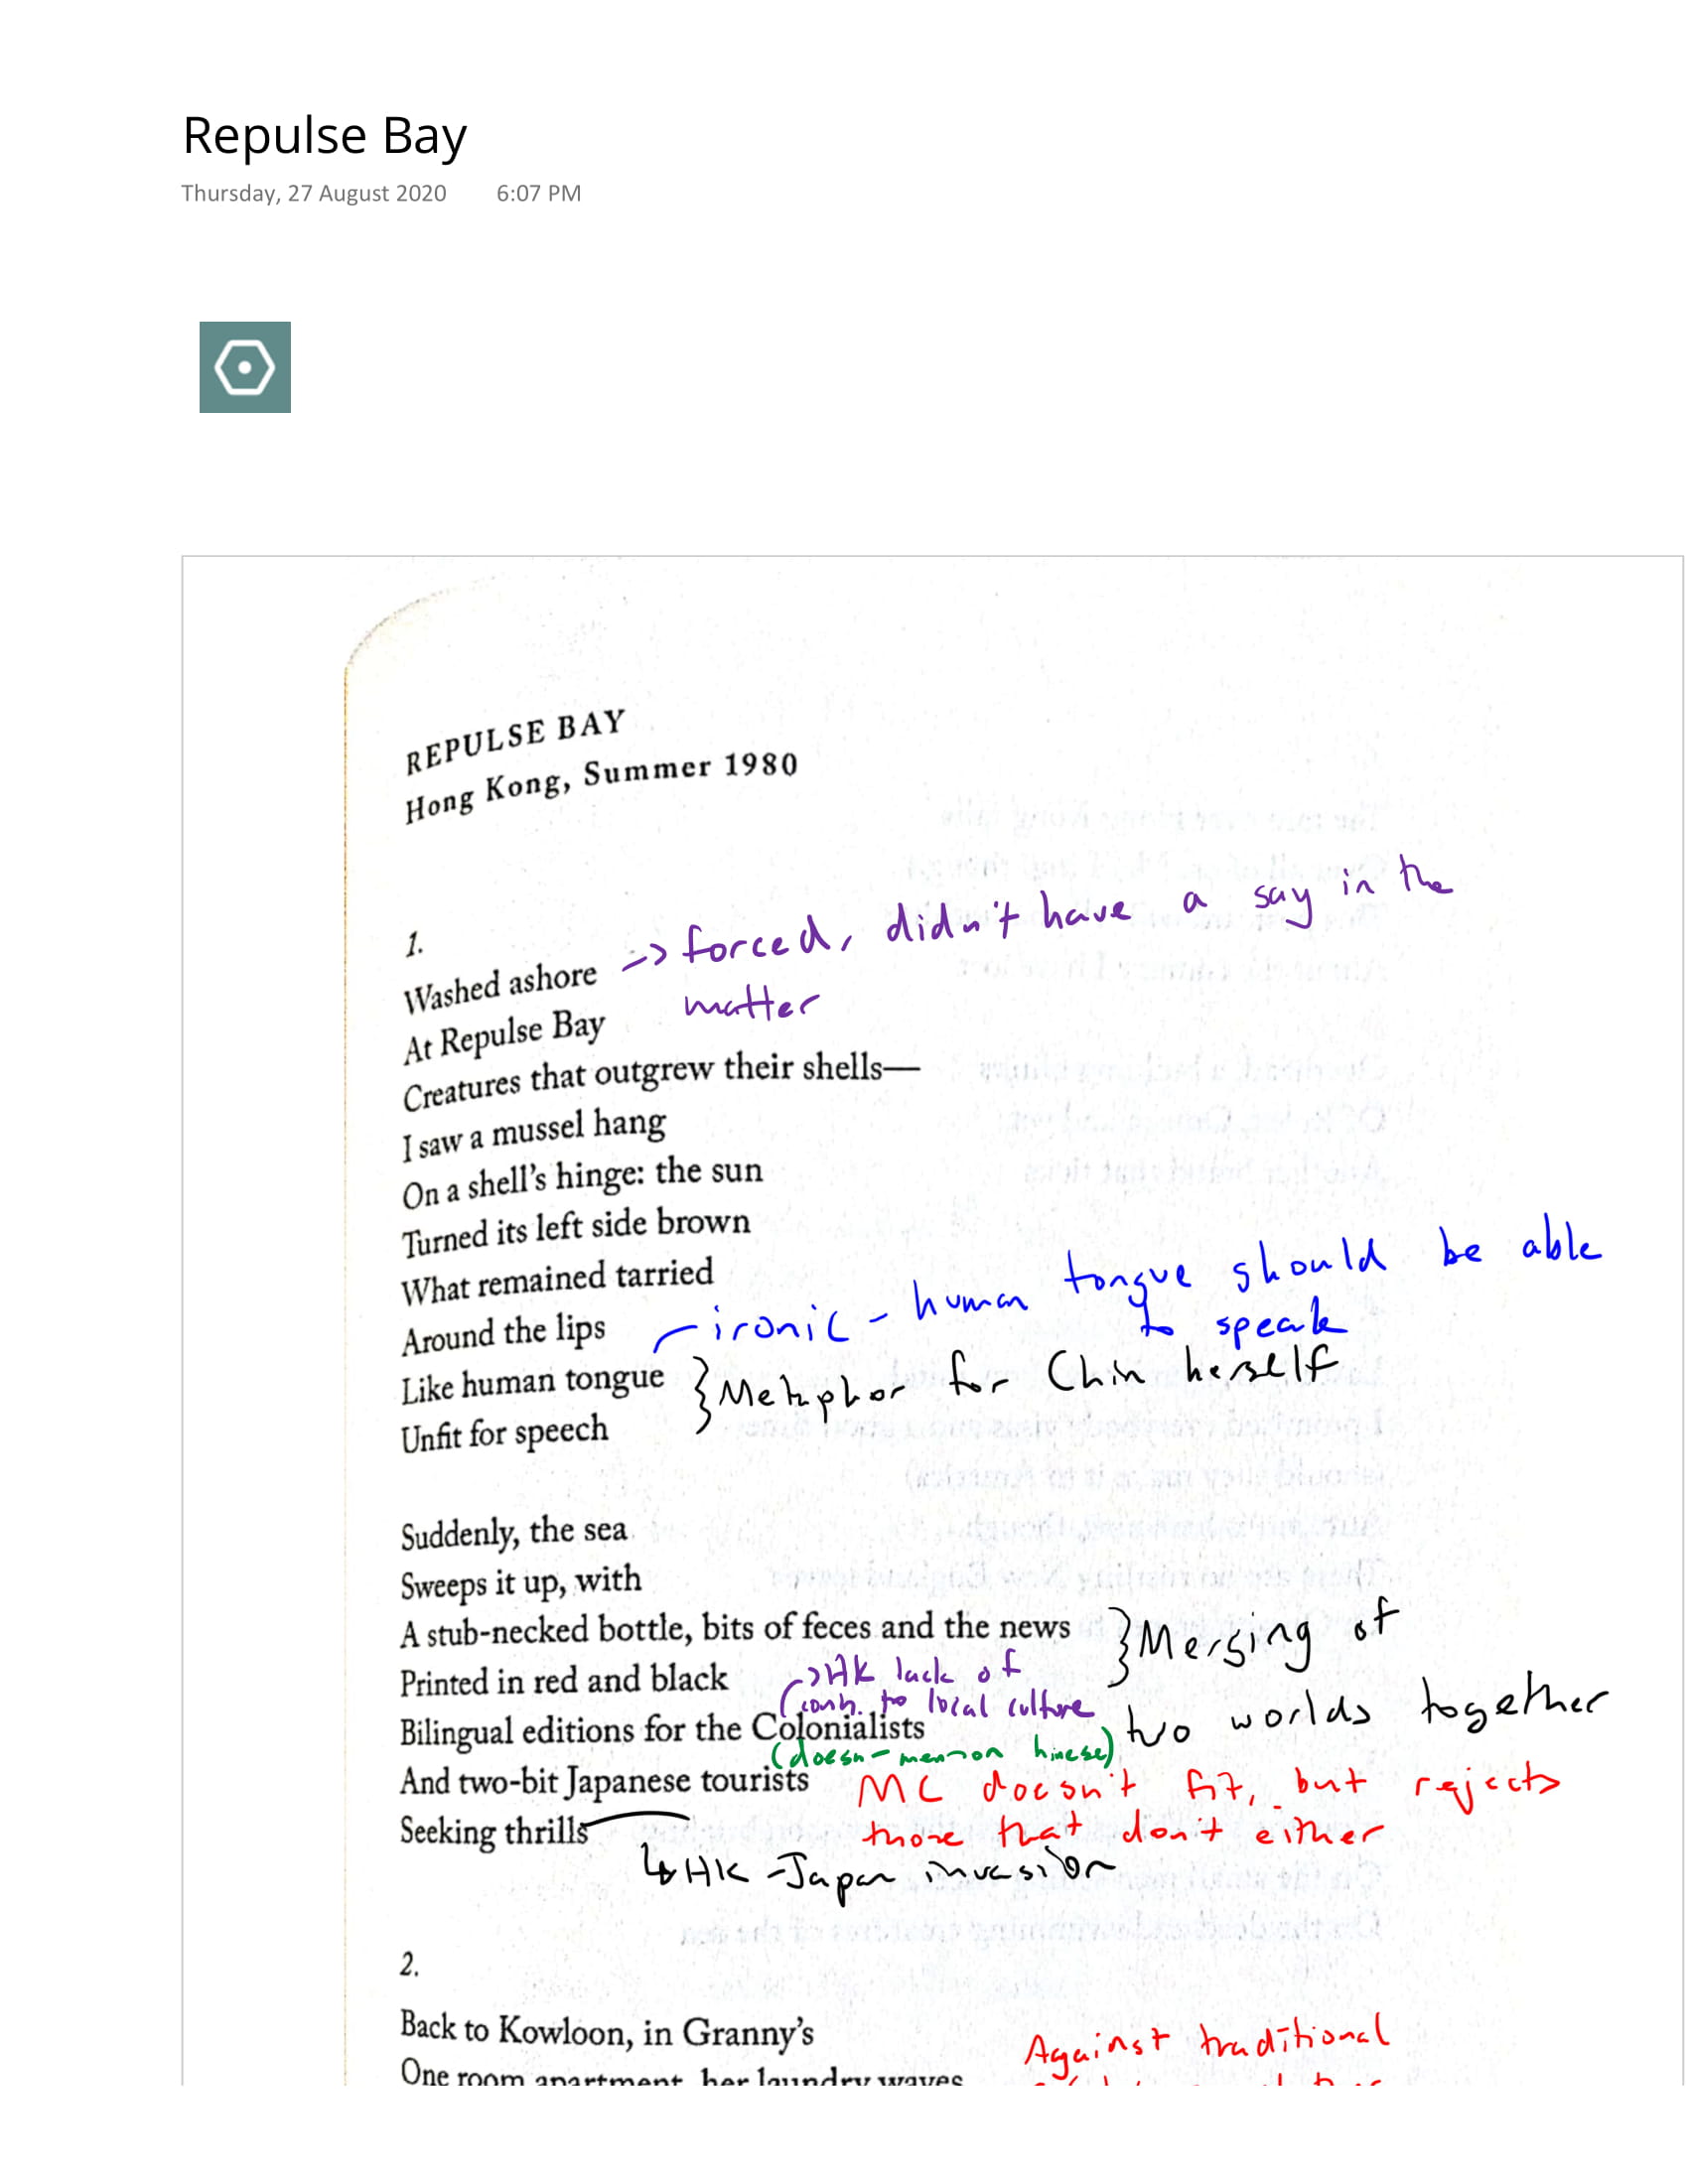 Repulse Bay
Thursday, 27 August 2020 6:07 PM
REPULSE BAY
Hong Kong, Summer 1980
1.
Washed ashore -> forced, didn't have a say in the
matter
At Repulse Bay
Creatures that outgrew their shells—
I saw a mussel hang
On a shell's hinge: the sun
Turned its left side brown
What remained tarried
Around the lips
ironic - human tongue should be able
to speak
Like human tongue
Unfit for speech
} Metaphor for Chin herself
Suddenly, the sea
Sweeps it up, with
A stub-necked bottle, bits of feces and the news
Printed in red and black
} Merging of
two worlds together
-> HK lack of
to local culture
Bilingual editions for the Colonialists
And two-bit Japanese tourists
MC doesn't fit, but rejects
those that don't either
Seeking thrills
↳ HK - Japan invasion
2.
Back to Kowloon, in Granny's
Against traditional
One room apartment, her laundry waves